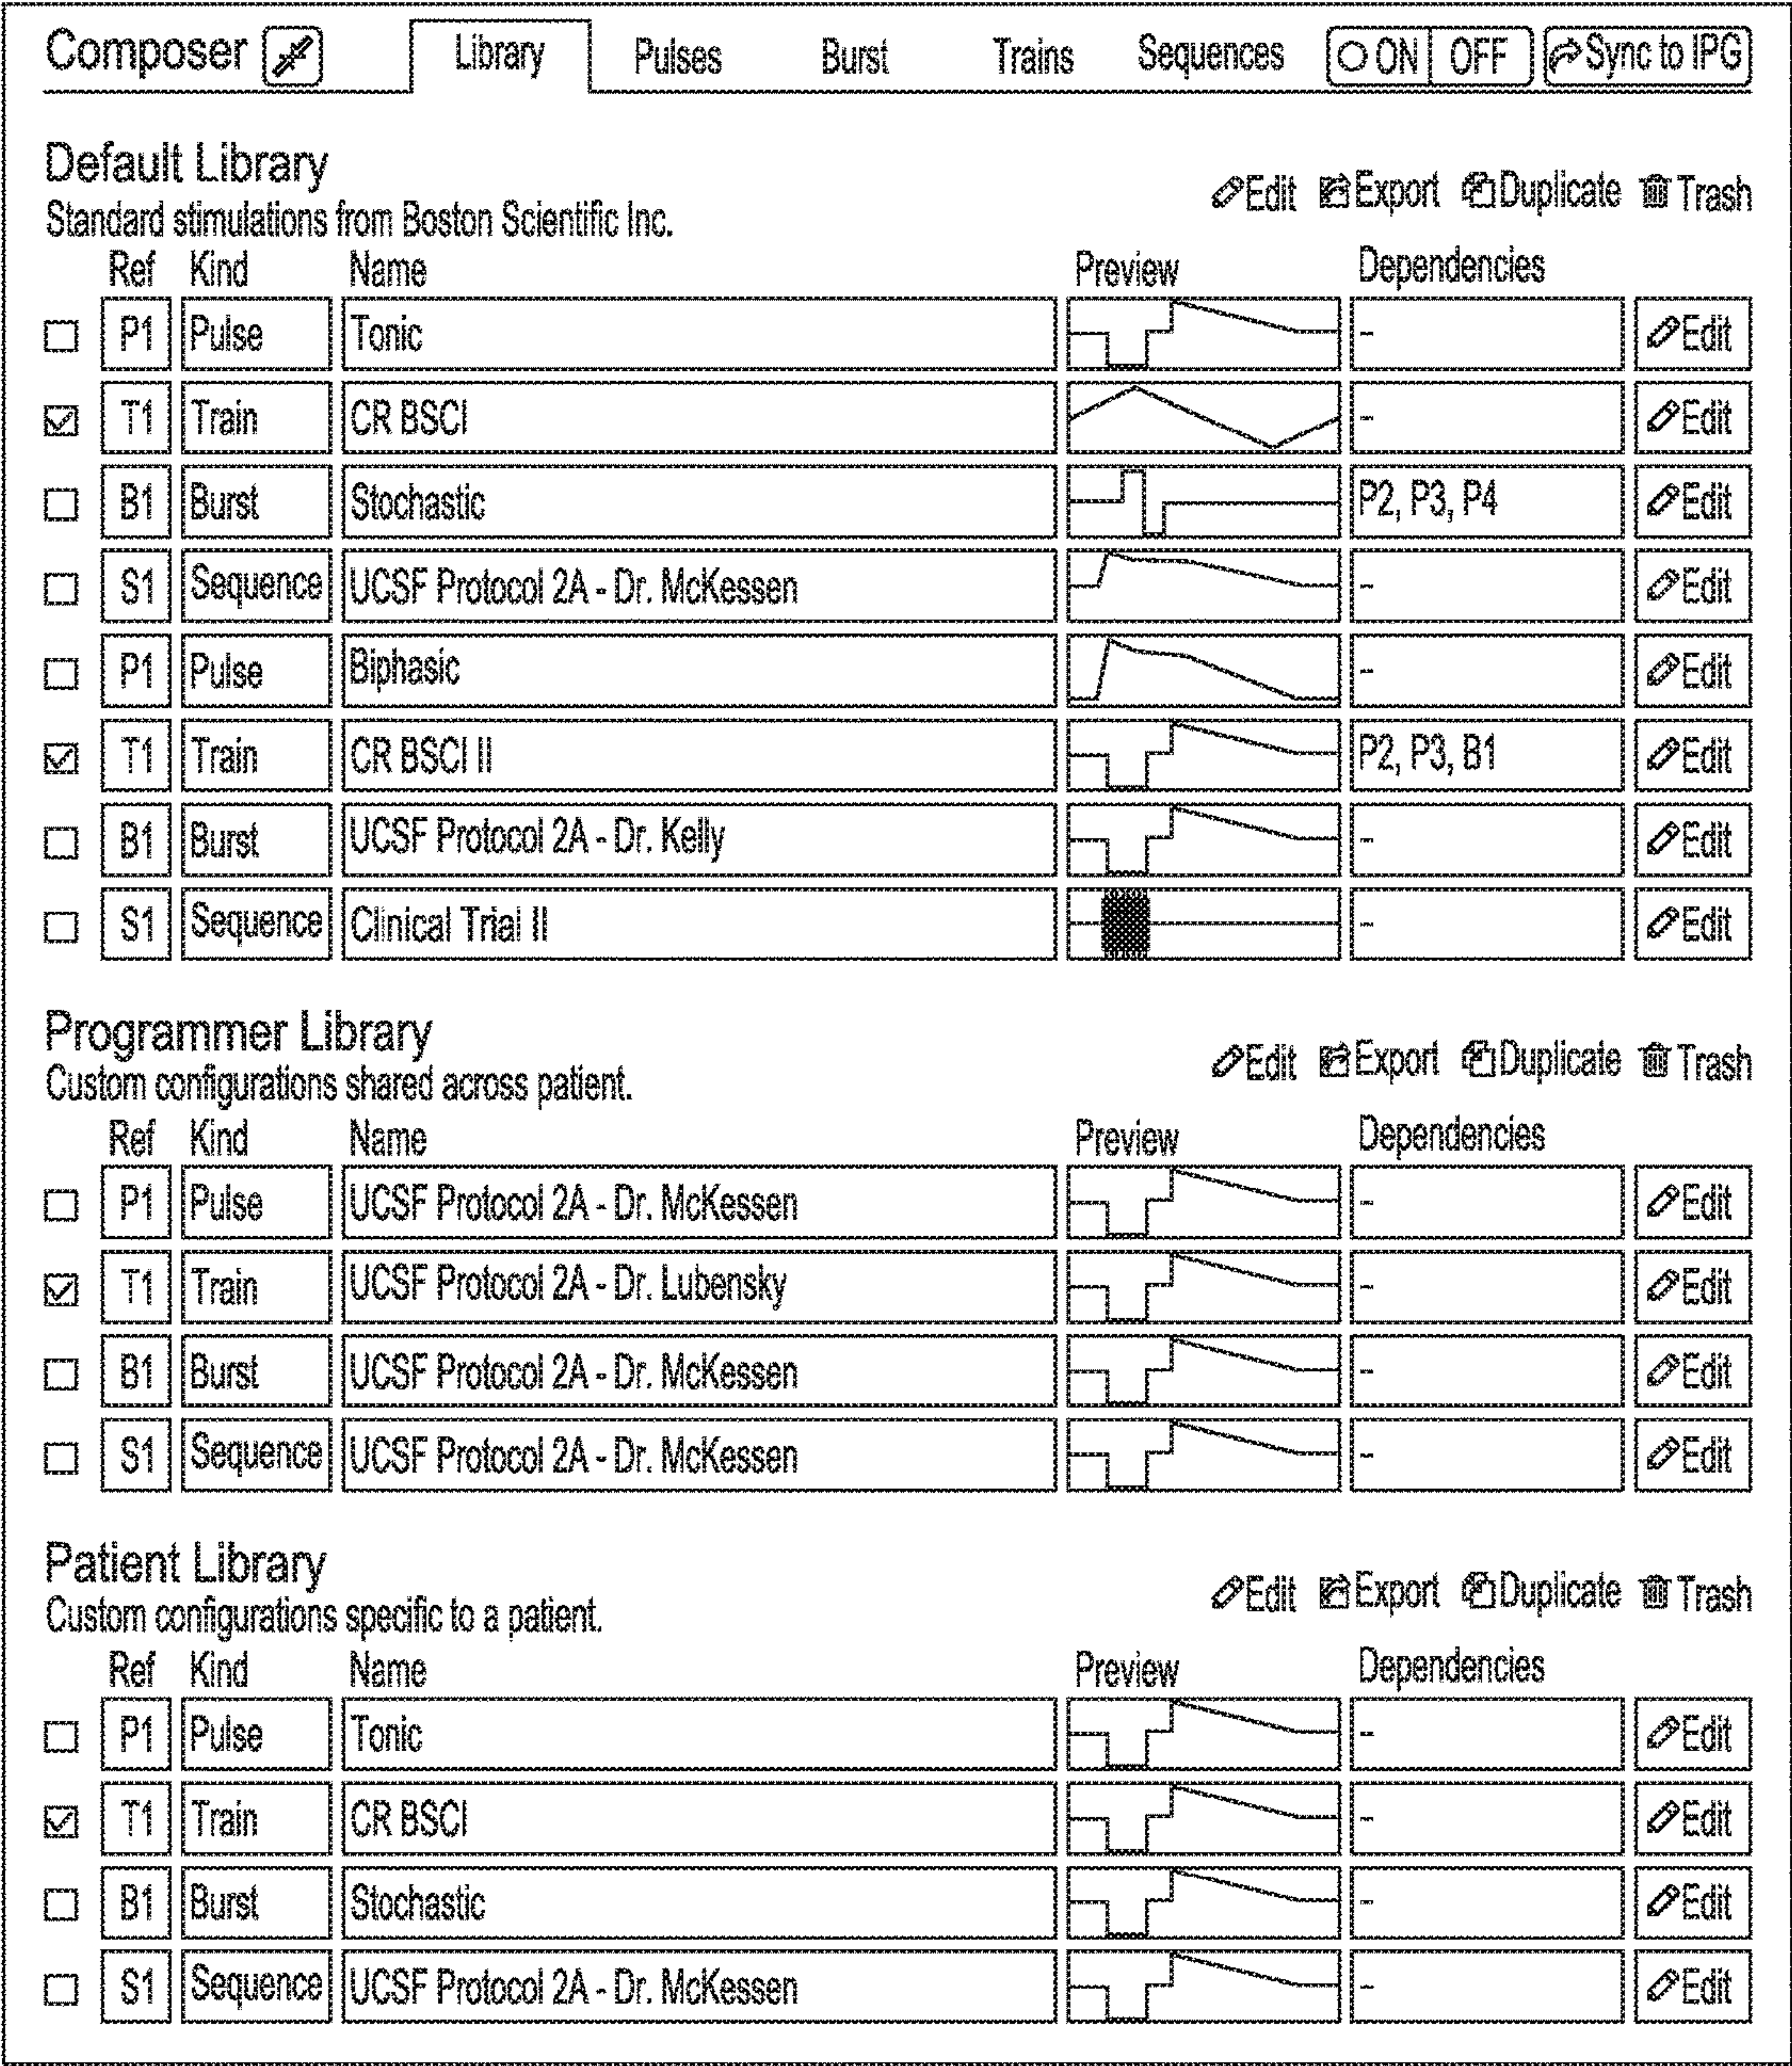 Composer Library Pulses Burst Trains Sequences ON OFF Sync to IPG
Default Library
Edit Export Duplicate Trash
Standard stimulations from Boston Scientific Inc.
Ref Kind Name Preview Dependencies
P1 Pulse Tonic - Edit
T1 Train CR BSCI - Edit
B1 Burst Stochastic P2, P3, P4 Edit
S1 Sequence UCSF Protocol 2A - Dr. McKessen - Edit
P1 Pulse Biphasic - Edit
T1 Train CR BSCI II P2, P3, B1 Edit
B1 Burst UCSF Protocol 2A - Dr. Kelly - Edit
S1 Sequence Clinical Trial II - Edit
Programmer Library
Edit Export Duplicate Trash
Custom configurations shared across patient.
Ref Kind Name Preview Dependencies
P1 Pulse UCSF Protocol 2A - Dr. McKessen - Edit
T1 Train UCSF Protocol 2A - Dr. Lubensky - Edit
B1 Burst UCSF Protocol 2A - Dr. McKessen - Edit
S1 Sequence UCSF Protocol 2A - Dr. McKessen - Edit
Patient Library
Edit Export Duplicate Trash
Custom configurations specific to a patient.
Ref Kind Name Preview Dependencies
P1 Pulse Tonic - Edit
T1 Train CR BSCI - Edit
B1 Burst Stochastic - Edit
S1 Sequence UCSF Protocol 2A - Dr. McKessen - Edit